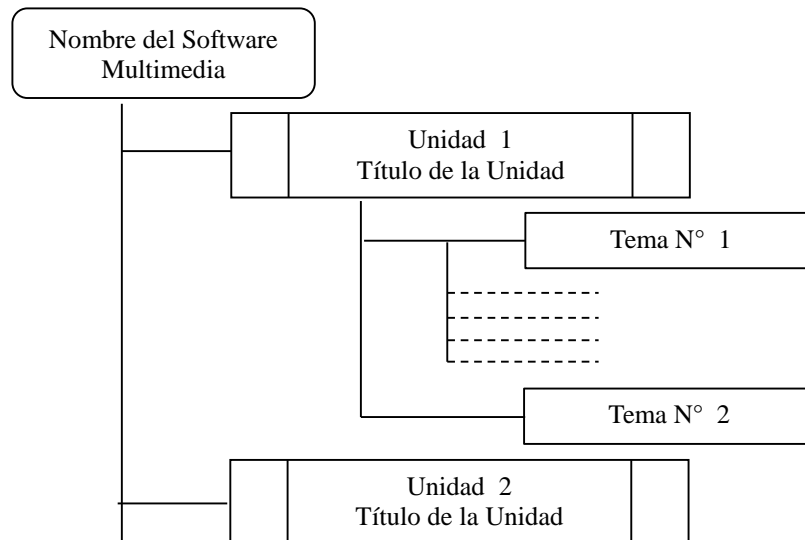 Nombre del Software
Multimedia
Unidad 1
Título de la Unidad
Tema N° 1
Tema N° 2
Unidad 2
Título de la Unidad